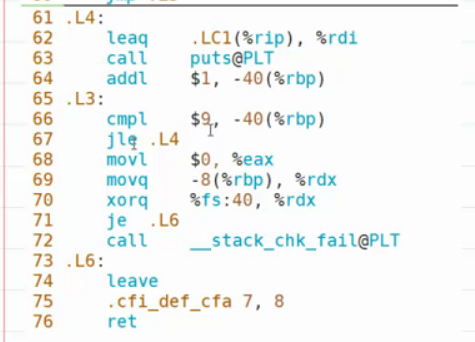 61 .L4:
62 leaq .LC1(%rip), %rdi
63 call puts@PLT
64 addl $1, -40(%rbp)
65 .L3:
66 cmpl $9, -40(%rbp)
67 jle .L4
68 movl $0, %eax
69 movq -8(%rbp), %rdx
70 xorq %fs:40, %rdx
71 je .L6
72 call __stack_chk_fail@PLT
73 .L6:
74 leave
75 .cfi_def_cfa 7, 8
76 ret